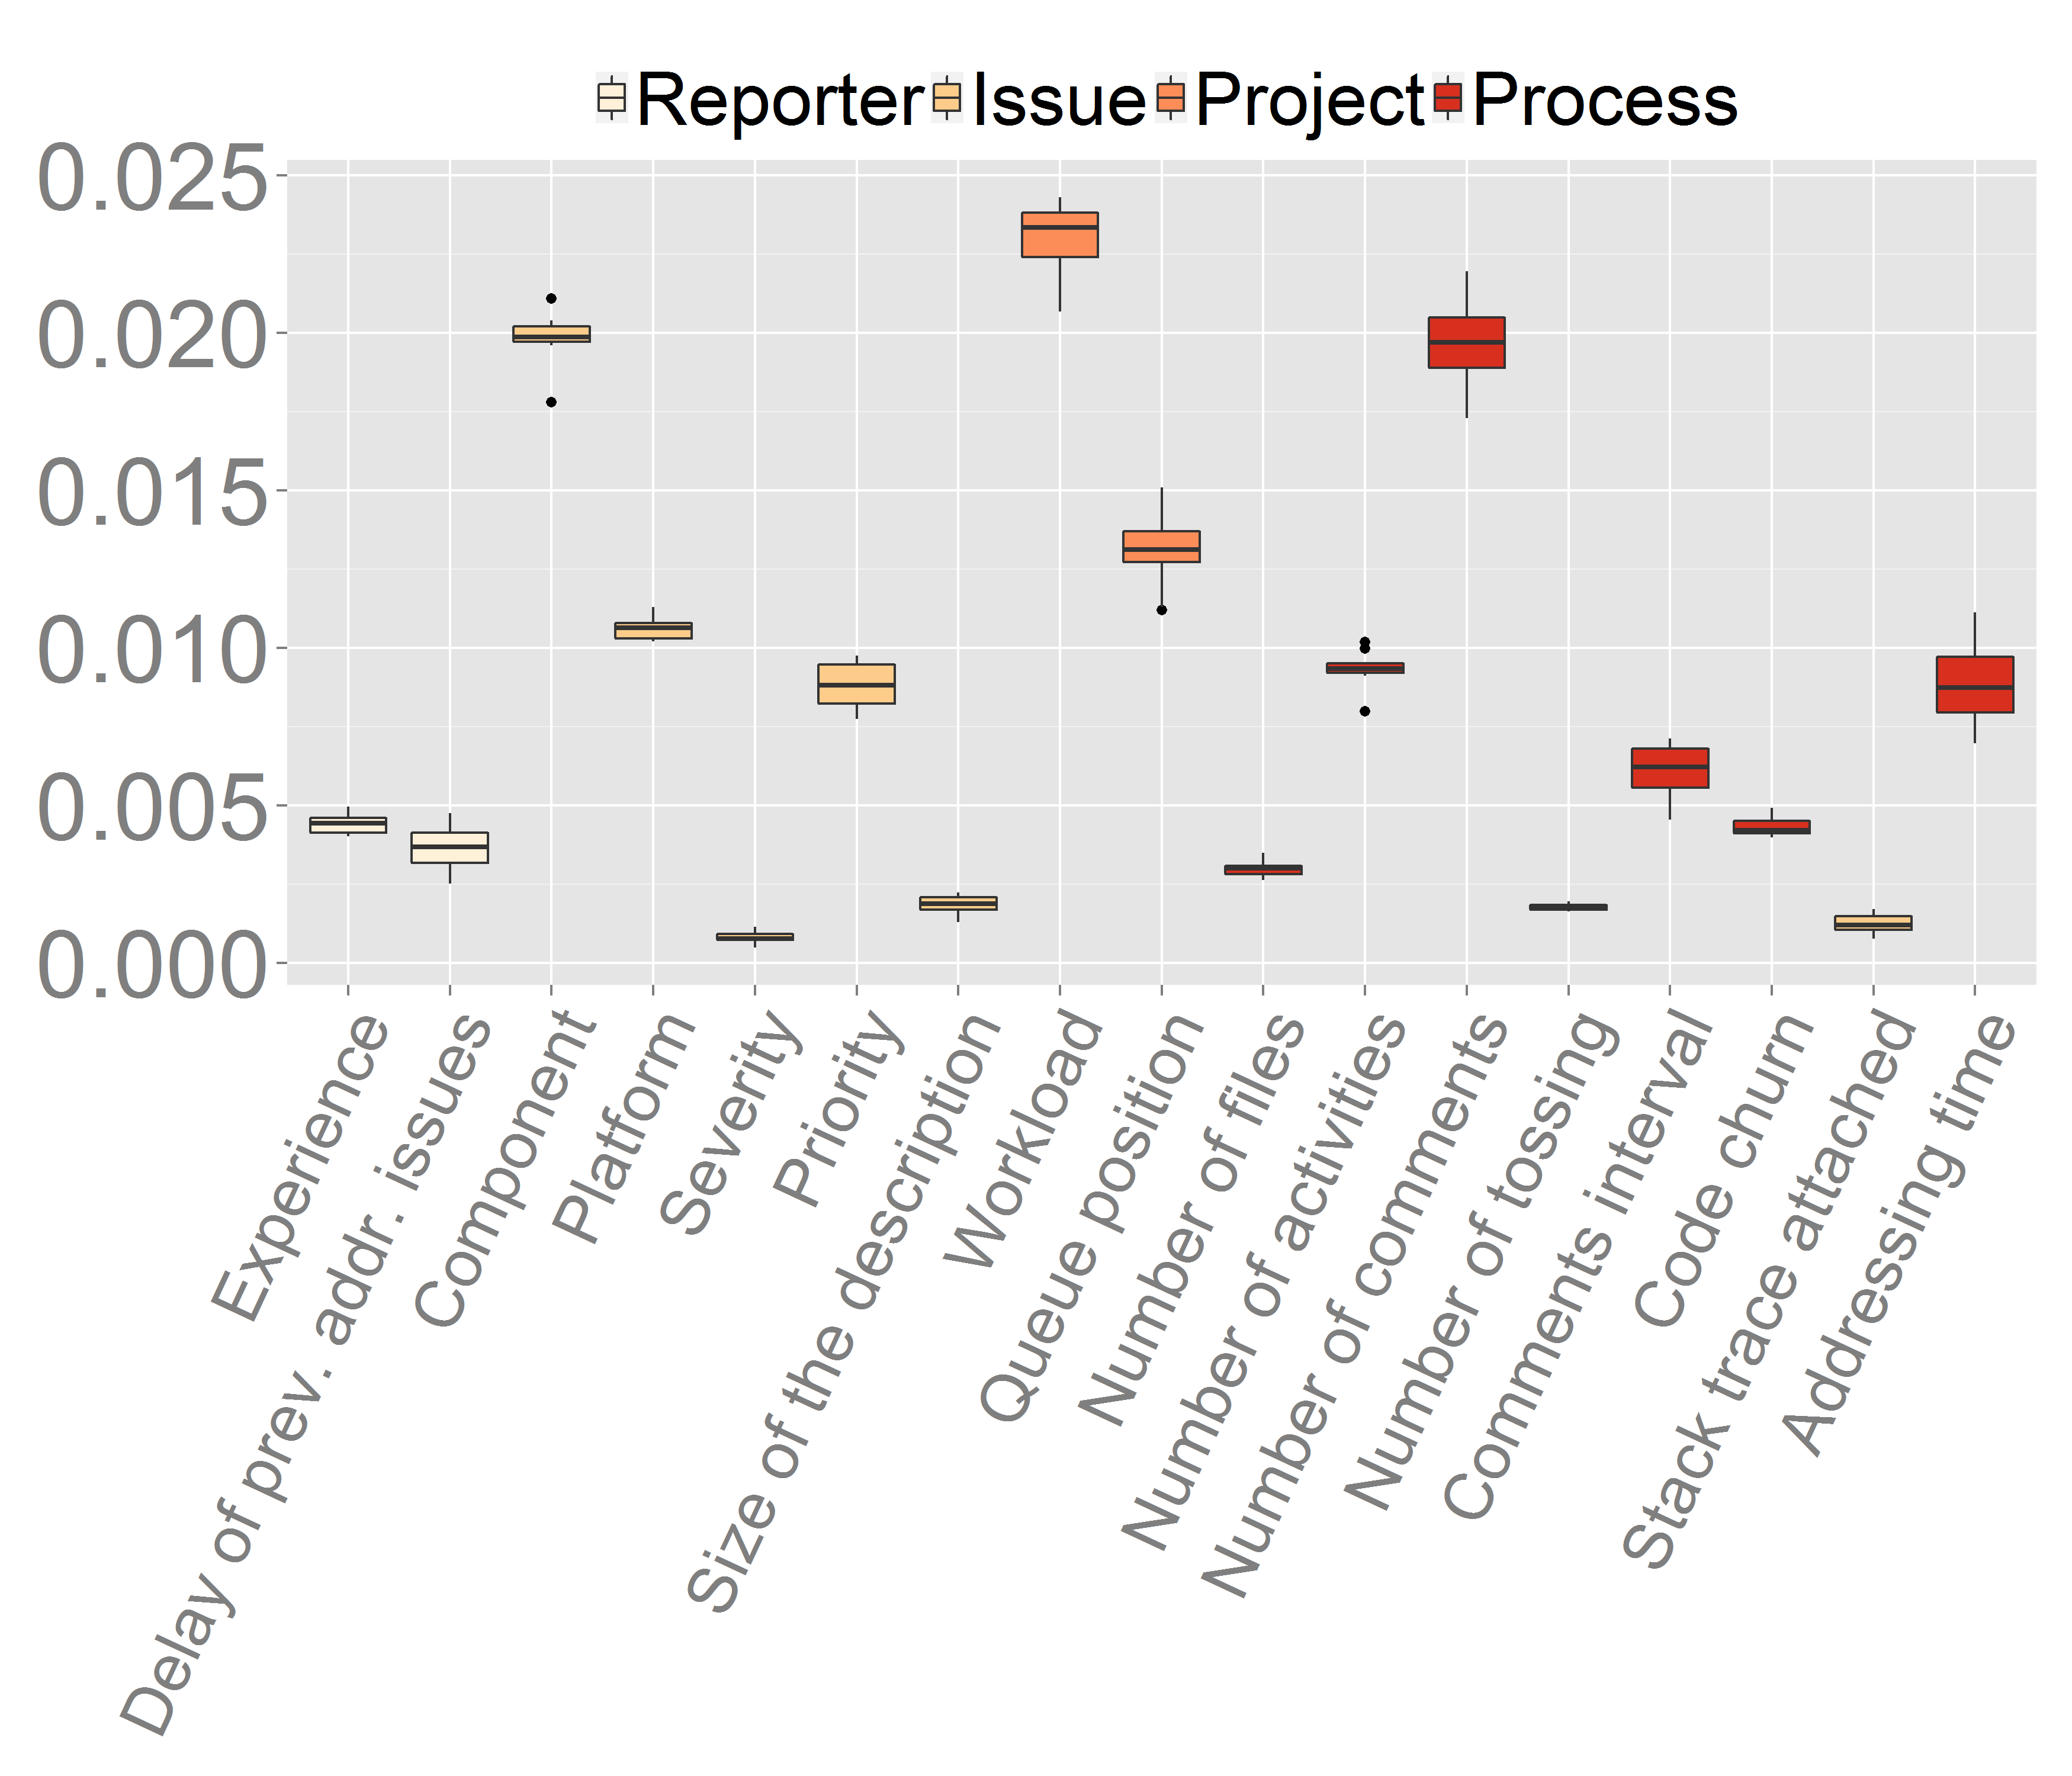 Reporter Issue Project Process
0.025
0.020
0.015
0.010
0.005
0.000
Experience
Delay of prev. addr. issues
Component
Platform
Severity
Priority
Size of the description
Workload
Queue position
Number of files
Number of activities
Number of comments
Number of tossing
Comments interval
Code churn
Stack trace attached
Addressing time